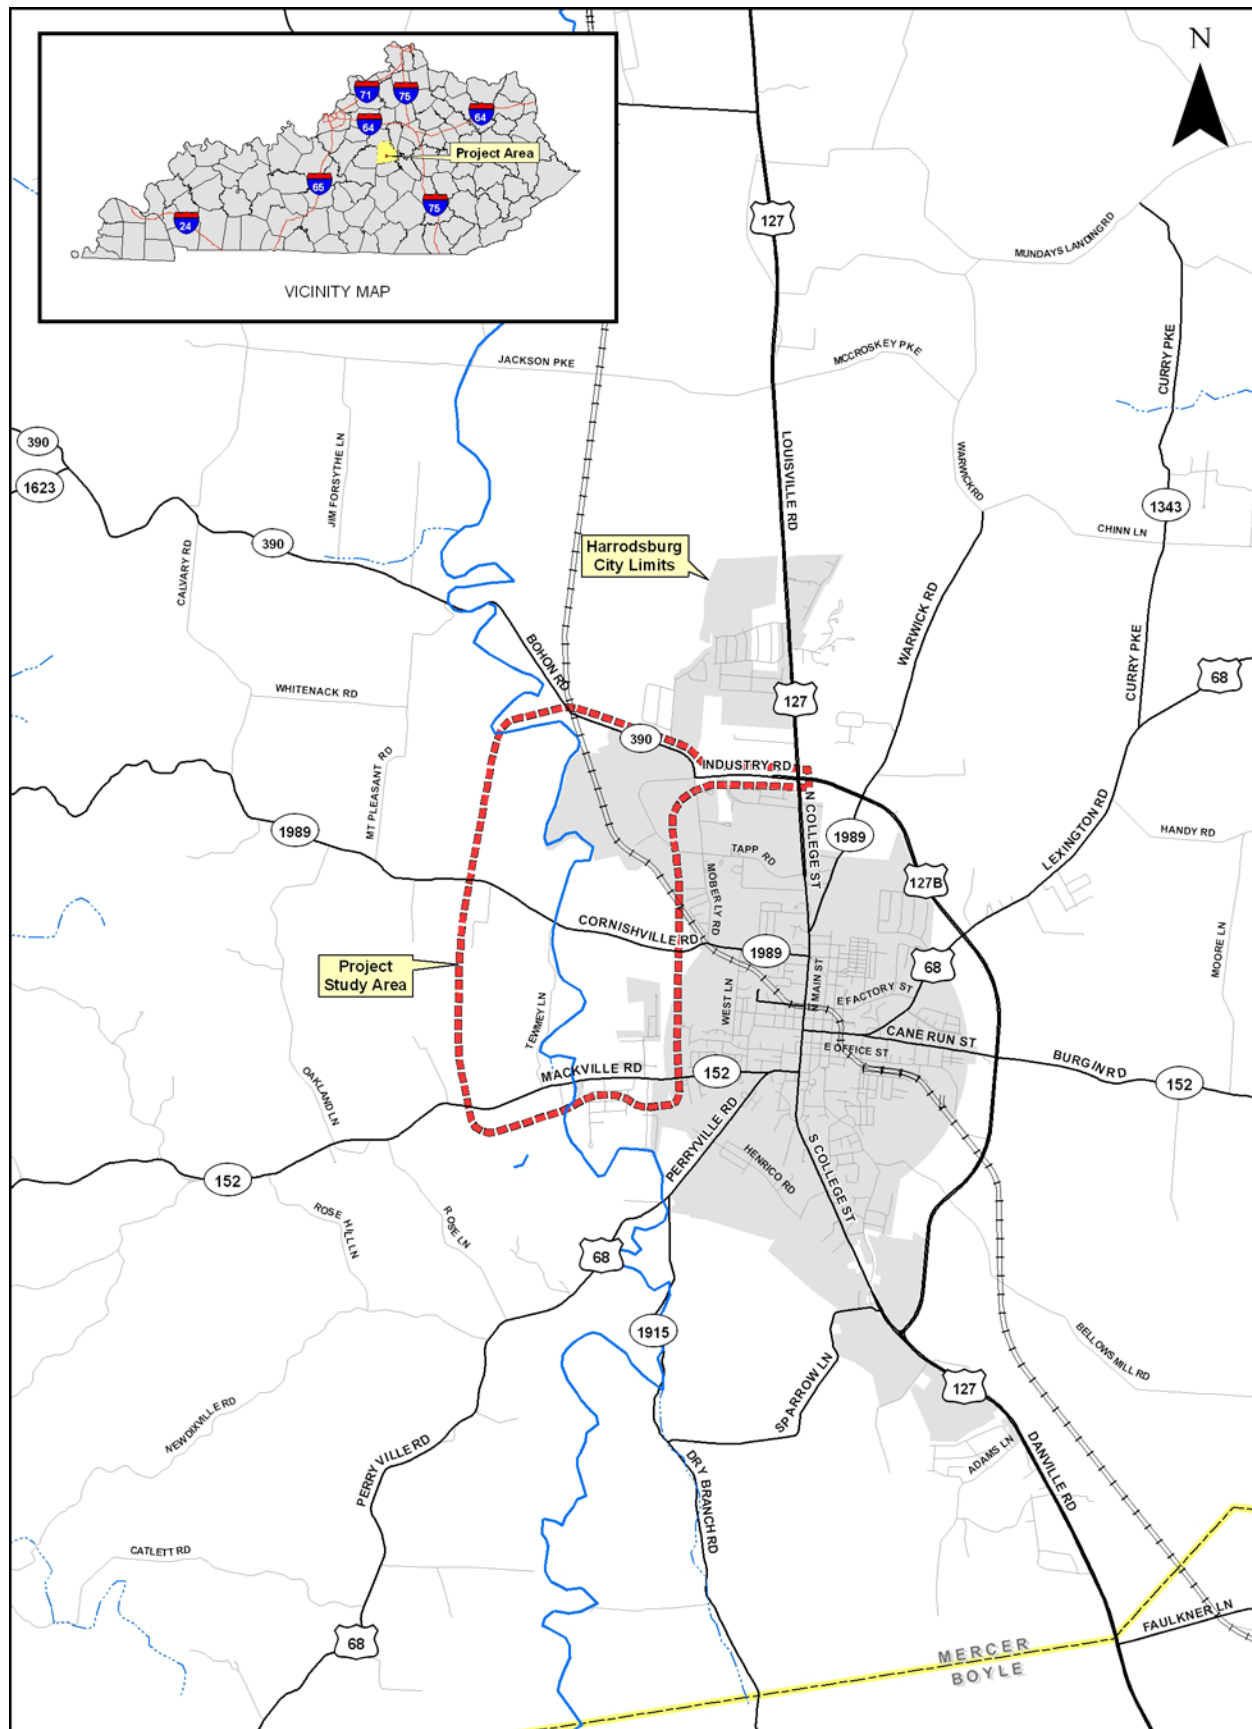 N
71
75
64
64
Project Area
65
75
24
VICINITY MAP
127
MUNDAYS LANDING RD
JACKSON PKE
MCCROSKEY PKE
CURRY PKE
390
1623
JIM FORSYTHE LN
LOUISVILLE RD
WARWICK RD
1343
CHINN LN
390
Harrodsburg
City Limits
CALVARY RD
WARWICK RD
BOHON RD
CURRY PKE
68
WHITENACK RD
127
390
INDUSTRY RD
MT PLEASANT RD
N COLLEGE ST
1989
1989
LEXINGTON RD
HANDY RD
TAPP RD
MOBERLY RD
127B
CORNISHVILLE RD
1989
68
MOORE LN
Project
Study Area
N MAIN ST
WEST LN
E FACTORY ST
TEWMEY LN
CANE RUN ST
E OFFICE ST
BURGIN RD
MACKVILLE RD
152
152
OAKLAND LN
PERRYVILLE RD
HENRICO RD
S COLLEGE ST
152
ROSE HILL LN
ROSE LN
68
1915
SPARROW LN
BELLOWS MILL RD
127
NEW DIXVILLE RD
PERRYVILLE RD
DRY BRANCH RD
ADAMS LN
DANVILLE RD
CATLETT RD
FAULKNER LN
68
MERCER
BOYLE